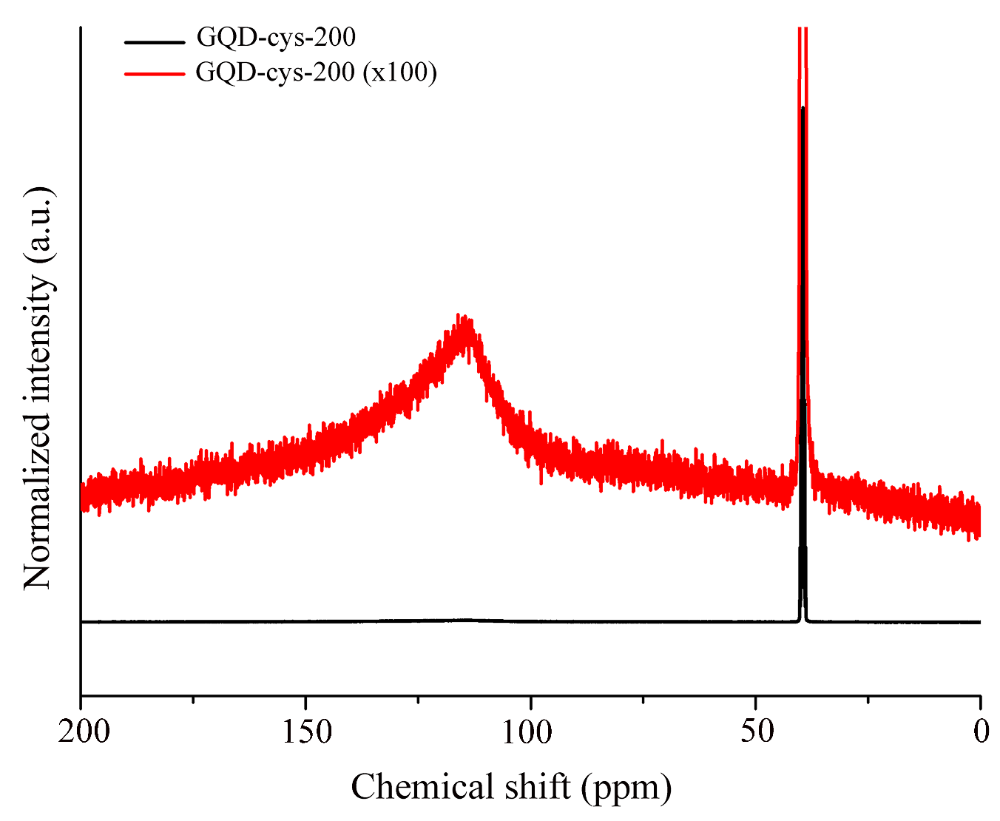 GQD-cys-200
GQD-cys-200 (x100)
Normalized intensity (a.u.)
200 150 100 50 0
Chemical shift (ppm)